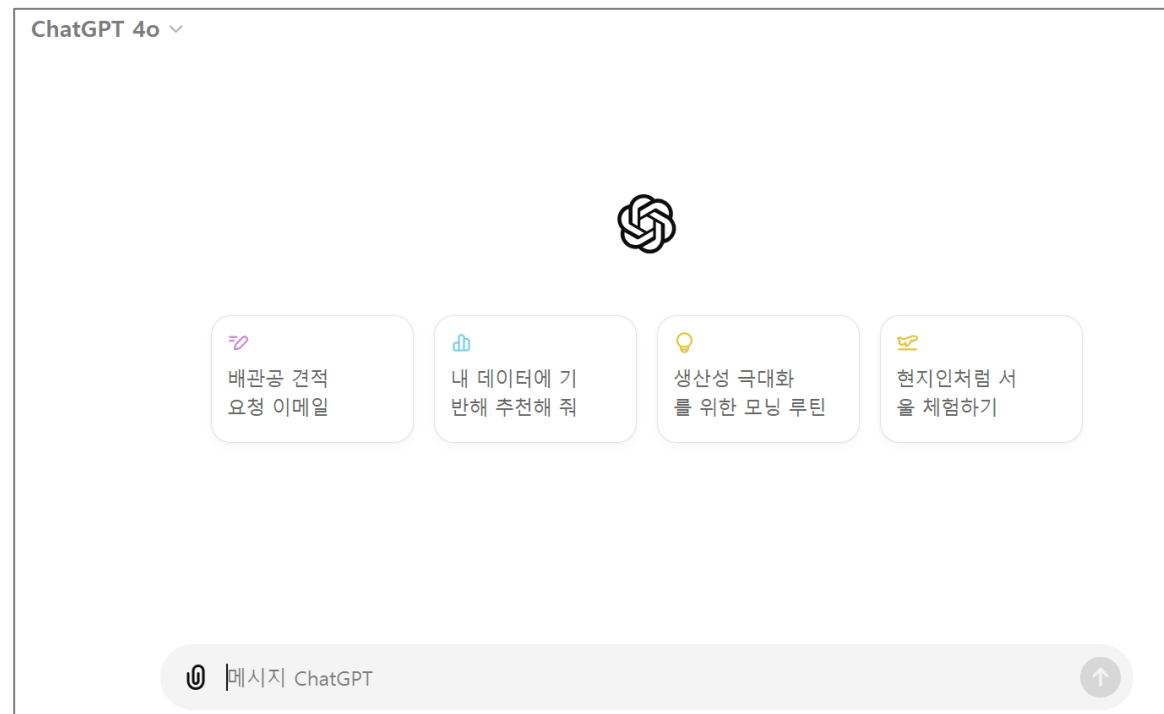 ChatGPT 4o
배관공 견적
요청 이메일
내 데이터에 기
반해 추천해 줘
생산성 극대화
를 위한 모닝 루틴
현지인처럼 서
울 체험하기
메시지 ChatGPT